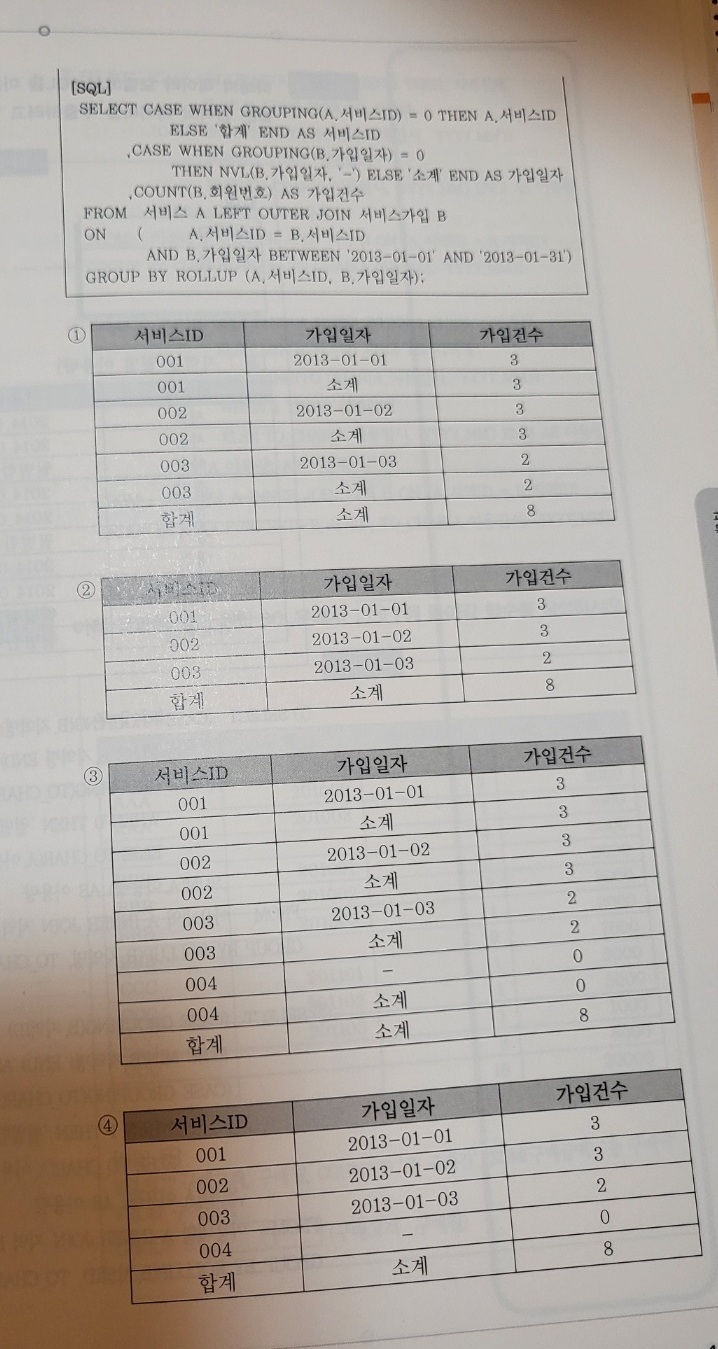 [SQL]
SELECT CASE WHEN GROUPING(A.서비스ID) = 0 THEN A.서비스ID
ELSE '합계' END AS 서비스ID
,CASE WHEN GROUPING(B.가입일자) = 0
THEN NVL(B.가입일자, '-') ELSE '소계' END AS 가입일자
,COUNT(B.회원번호) AS 가입건수
FROM 서비스 A LEFT OUTER JOIN 서비스가입 B
ON ( A.서비스ID = B.서비스ID
AND B.가입일자 BETWEEN '2013-01-01' AND '2013-01-31')
GROUP BY ROLLUP (A.서비스ID, B.가입일자);
① 서비스ID 가입일자 가입건수
001 2013-01-01 3
001 소계 3
002 2013-01-02 3
002 소계 3
003 2013-01-03 2
003 소계 2
합계 소계 8
② 서비스ID 가입일자 가입건수
001 2013-01-01 3
002 2013-01-02 3
003 2013-01-03 2
합계 소계 8
③ 서비스ID 가입일자 가입건수
001 2013-01-01 3
001 소계 3
002 2013-01-02 3
002 소계 3
003 2013-01-03 2
003 소계 2
004 - 0
004 소계 0
합계 소계 8
④ 서비스ID 가입일자 가입건수
001 2013-01-01 3
002 2013-01-02 3
003 2013-01-03 2
004 - 0
합계 소계 8